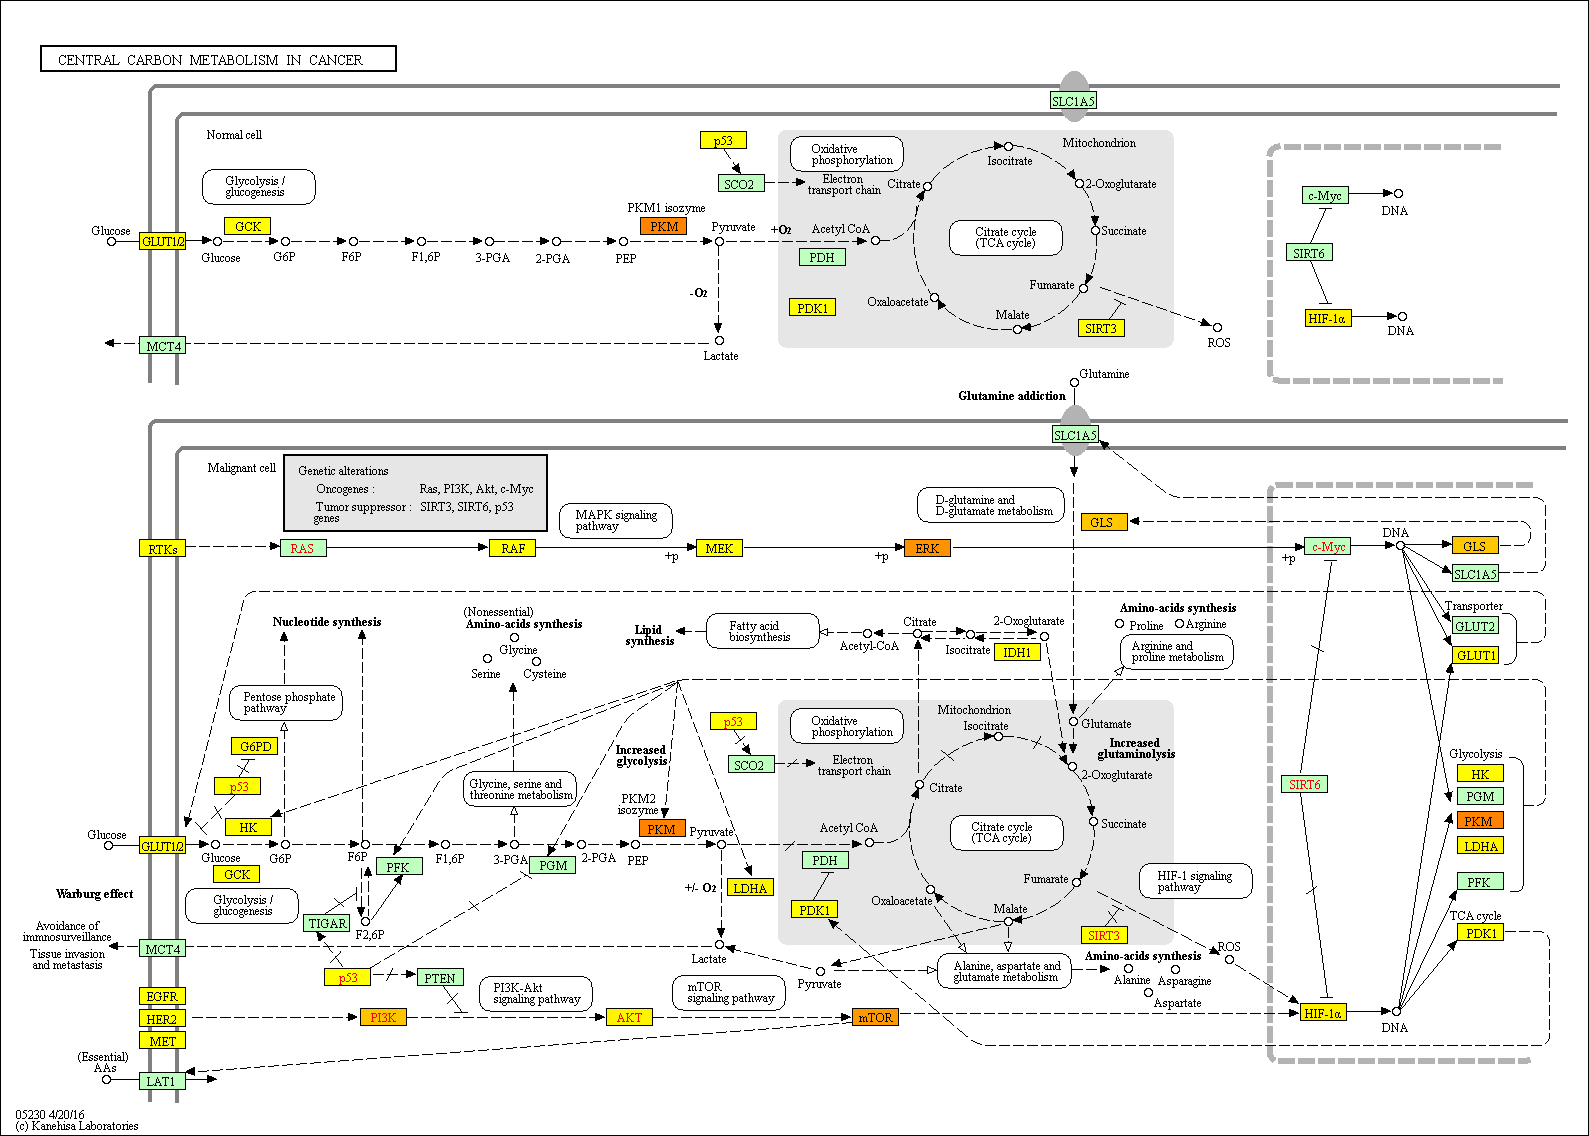 CENTRAL CARBON METABOLISM IN CANCER
SLC1A5
Normal cell
Glycolysis /
glucogenesis
p53
SCO2
Oxidative
phosphorylation
Electron
transport chain
Mitochondrion
Citrate
Isocitrate
2-Oxoglutarate
Succinate
Fumarate
Malate
Oxaloacetate
Citrate cycle
(TCA cycle)
c-Myc
DNA
SIRT6
HIF-1α
DNA
Glucose
GLUT1/2
GCK
Glucose
G6P
F6P
F1,6P
3-PGA
2-PGA
PEP
PKM1 isozyme
PKM
Pyruvate
+O2
Acetyl CoA
PDH
PDK1
SIRT3
ROS
-O2
Lactate
MCT4
Glutamine
Glutamine addiction
SLC1A5
Malignant cell
Genetic alterations
Oncogenes : Ras, PI3K, Akt, c-Myc
Tumor suppressor : SIRT3, SIRT6, p53
genes
MAPK signaling
pathway
D-glutamine and
D-glutamate metabolism
GLS
RTKs
RAS
RAF
+p
MEK
+p
ERK
+p
c-Myc
DNA
GLS
SLC1A5
Transporter
GLUT2
GLUT1
Nucleotide synthesis
(Nonessential)
Amino-acids synthesis
Glycine
Serine
Cysteine
Lipid
synthesis
Fatty acid
biosynthesis
Acetyl-CoA
Citrate
Isocitrate
2-Oxoglutarate
IDH1
Amino-acids synthesis
Proline
Arginine
Arginine and
proline metabolism
Pentose phosphate
pathway
G6PD
p53
HK
Glycine, serine and
threonine metabolism
Increased
glycolysis
PKM2
isozyme
PKM
p53
SCO2
Oxidative
phosphorylation
Electron
transport chain
Mitochondrion
Isocitrate
Glutamate
Increased
glutaminolysis
2-Oxoglutarate
Citrate
Succinate
Citrate cycle
(TCA cycle)
Fumarate
Malate
Oxaloacetate
SIRT6
Glycolysis
HK
PGM
PKM
LDHA
PFK
TCA cycle
PDK1
Glucose
GLUT1/2
Glucose
GCK
G6P
F6P
PFK
F1,6P
3-PGA
PGM
2-PGA
PEP
Pyruvate
Acetyl CoA
PDH
PDK1
LDHA
+/- O2
Warburg effect
Glycolysis /
glucogenesis
TIGAR
F2,6P
HIF-1 signaling
pathway
SIRT3
ROS
Avoidance of
immnosurveillance
Tissue invasion
and metastasis
MCT4
Lactate
Pyruvate
Alanine, aspartate and
glutamate metabolism
Amino-acids synthesis
Alanine
Asparagine
Aspartate
p53
PTEN
PI3K-Akt
signaling pathway
mTOR
signaling pathway
EGFR
HER2
MET
PI3K
AKT
mTOR
HIF-1α
DNA
(Essential)
AAs
LAT1
05230 4/20/16
(c) Kanehisa Laboratories